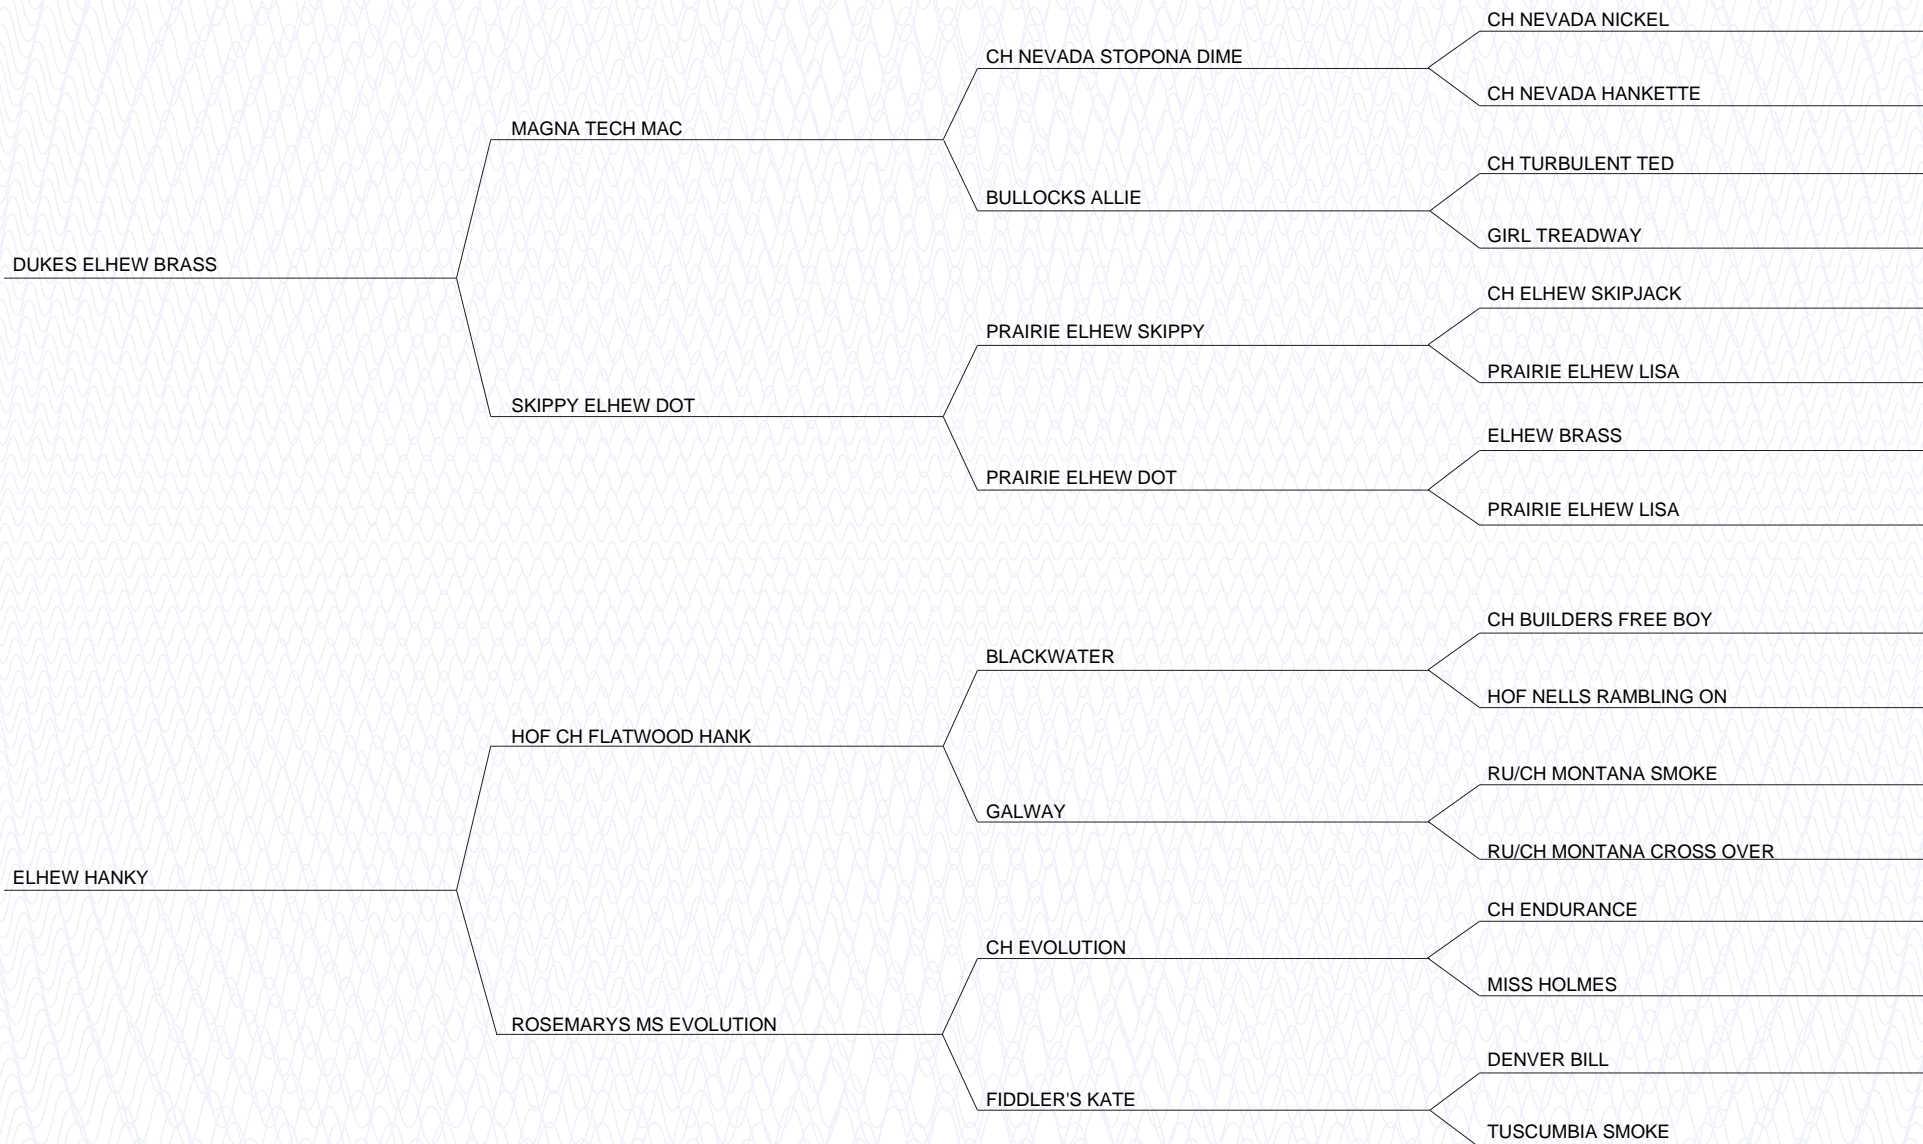 CH NEVADA NICKEL
CH NEVADA STOPONA DIME
CH NEVADA HANKETTE
MAGNA TECH MAC
CH TURBULENT TED
BULLOCKS ALLIE
GIRL TREADWAY
DUKES ELHEW BRASS
CH ELHEW SKIPJACK
PRAIRIE ELHEW SKIPPY
PRAIRIE ELHEW LISA
SKIPPY ELHEW DOT
ELHEW BRASS
PRAIRIE ELHEW DOT
PRAIRIE ELHEW LISA
CH BUILDERS FREE BOY
BLACKWATER
HOF NELLS RAMBLING ON
HOF CH FLATWOOD HANK
RU/CH MONTANA SMOKE
GALWAY
RU/CH MONTANA CROSS OVER
ELHEW HANKY
CH ENDURANCE
CH EVOLUTION
MISS HOLMES
ROSEMARYS MS EVOLUTION
DENVER BILL
FIDDLER'S KATE
TUSCUMBIA SMOKE